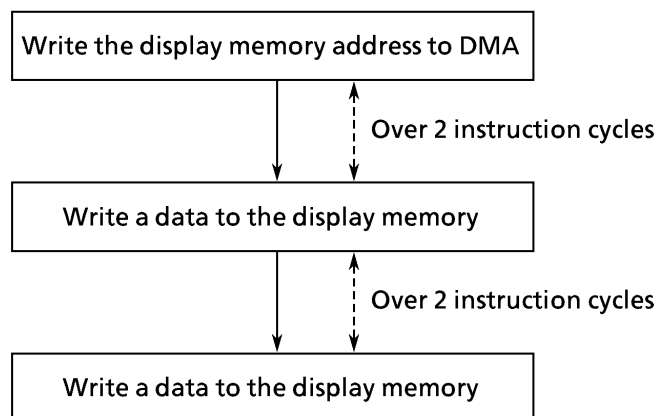 Write the display memory address to DMA
Over 2 instruction cycles
Write a data to the display memory
Over 2 instruction cycles
Write a data to the display memory